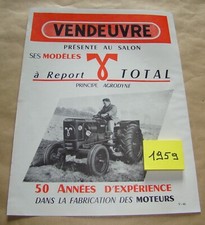 VENDEUVRE
PRÉSENTE AU SALON
SES MODÈLES
à Report TOTAL
PRINCIPE AGRODYNE
1959
50 ANNÉES D'EXPÉRIENCE
DANS LA FABRICATION DES MOTEURS